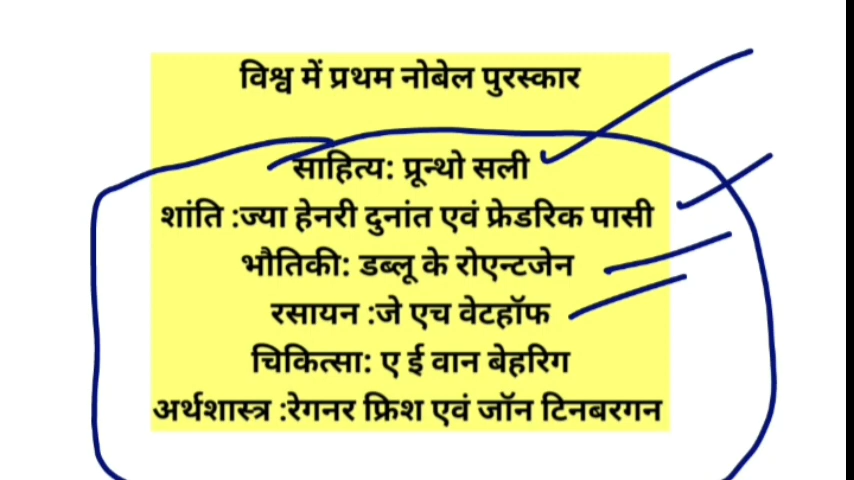 विश्व में प्रथम नोबेल पुरस्कार
साहित्य: प्रून्थो सली
शांति :ज्या हेनरी दुनांत एवं फ्रेडरिक पासी
भौतिकी: डब्लू के रोएन्टजेन
रसायन :जे एच वेटहॉफ
चिकित्सा: ए ई वान बेहरिग
अर्थशास्त्र :रेगनर फ्रिश एवं जॉन टिनबरगन